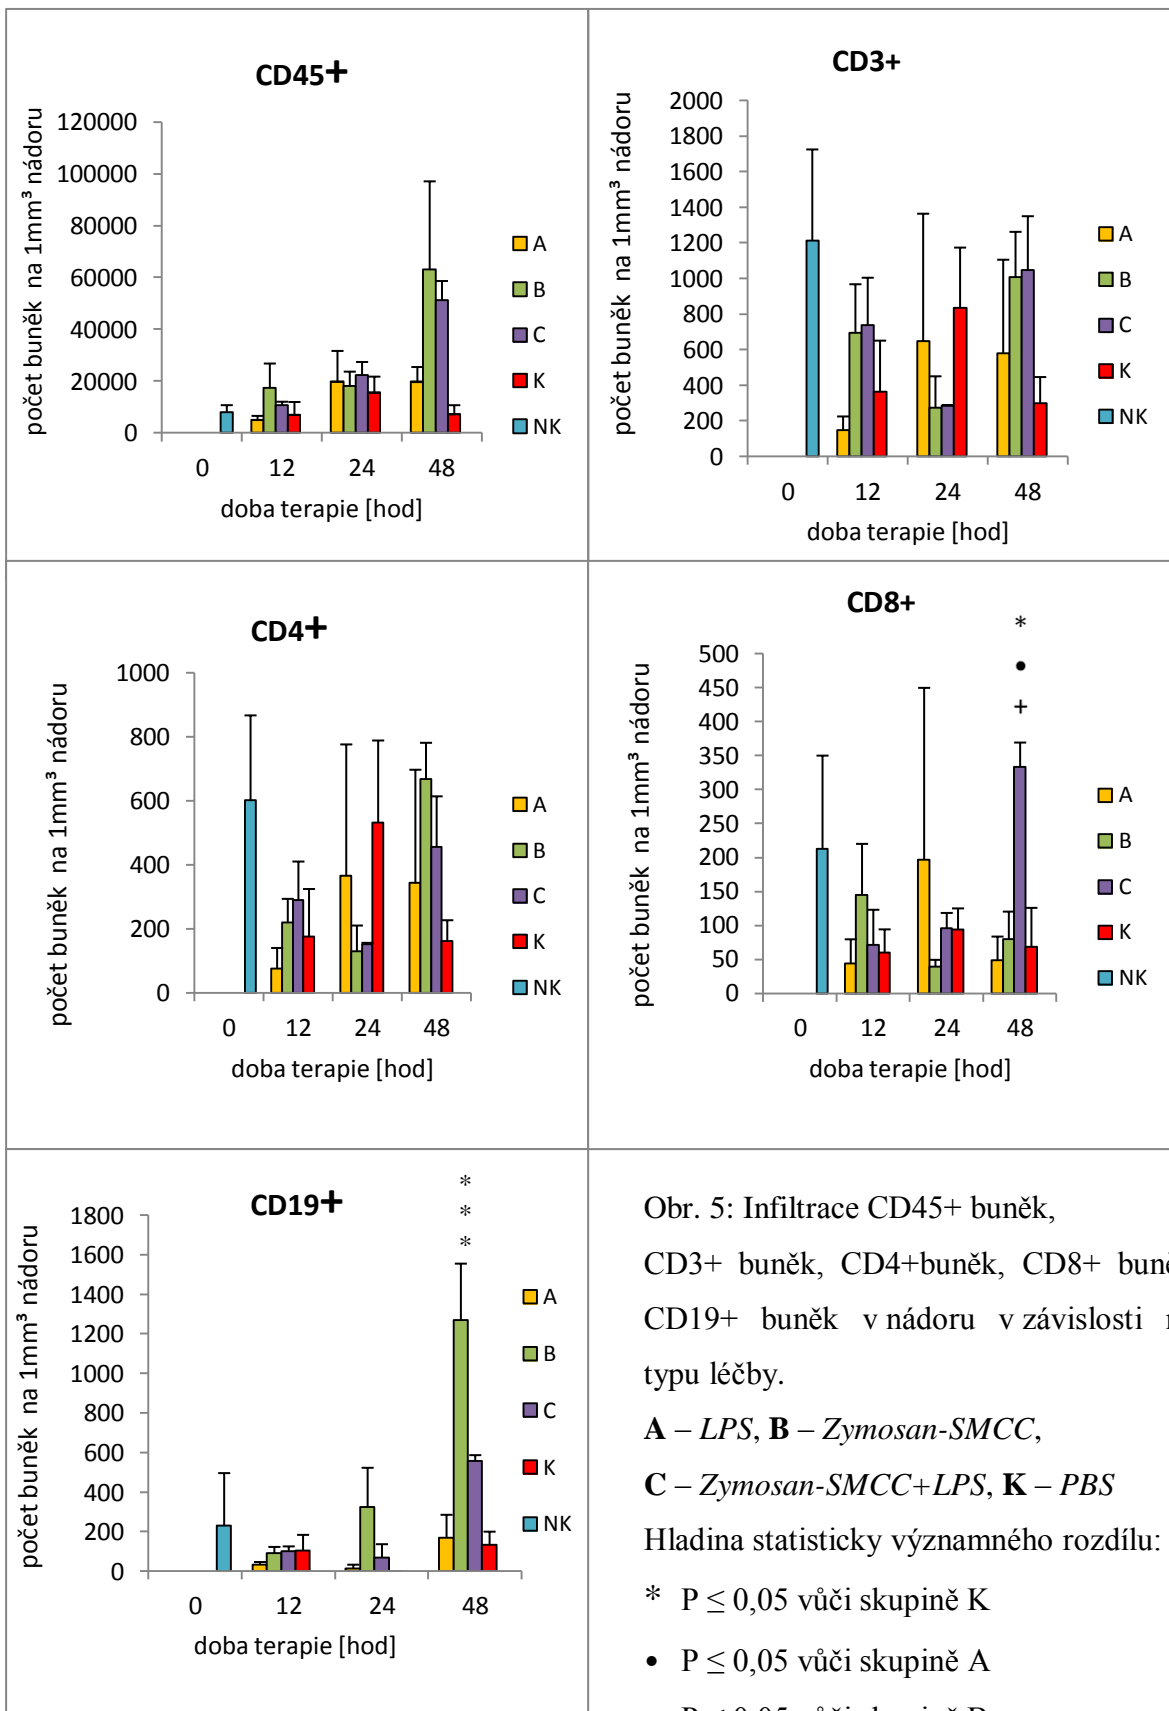 CD45+
počet buněk na 1mm³ nádoru
120000
100000
80000
60000
40000
20000
0
0 12 24 48
doba terapie [hod]
A
B
C
K
NK
CD3+
počet buněk na 1mm³ nádoru
2000
1800
1600
1400
1200
1000
800
600
400
200
0
0 12 24 48
doba terapie [hod]
A
B
C
K
NK
CD4+
počet buněk na 1mm³ nádoru
1000
800
600
400
200
0
0 12 24 48
doba terapie [hod]
A
B
C
K
NK
CD8+
*
•
+
počet buněk na 1mm³ nádoru
500
450
400
350
300
250
200
150
100
50
0
0 12 24 48
doba terapie [hod]
A
B
C
K
NK
CD19+
*
*
*
počet buněk na 1mm³ nádoru
1800
1600
1400
1200
1000
800
600
400
200
0
0 12 24 48
doba terapie [hod]
A
B
C
K
NK
Obr. 5: Infiltrace CD45+ buněk,
CD3+ buněk, CD4+buněk, CD8+
CD19+ buněk v nádoru v závislosti
typu léčby.
A – LPS, B – Zymosan-SMCC,
C – Zymosan-SMCC+LPS, K – PBS
Hladina statisticky významného rozdílu:
* P ≤ 0,05 vůči skupině K
• P ≤ 0,05 vůči skupině A